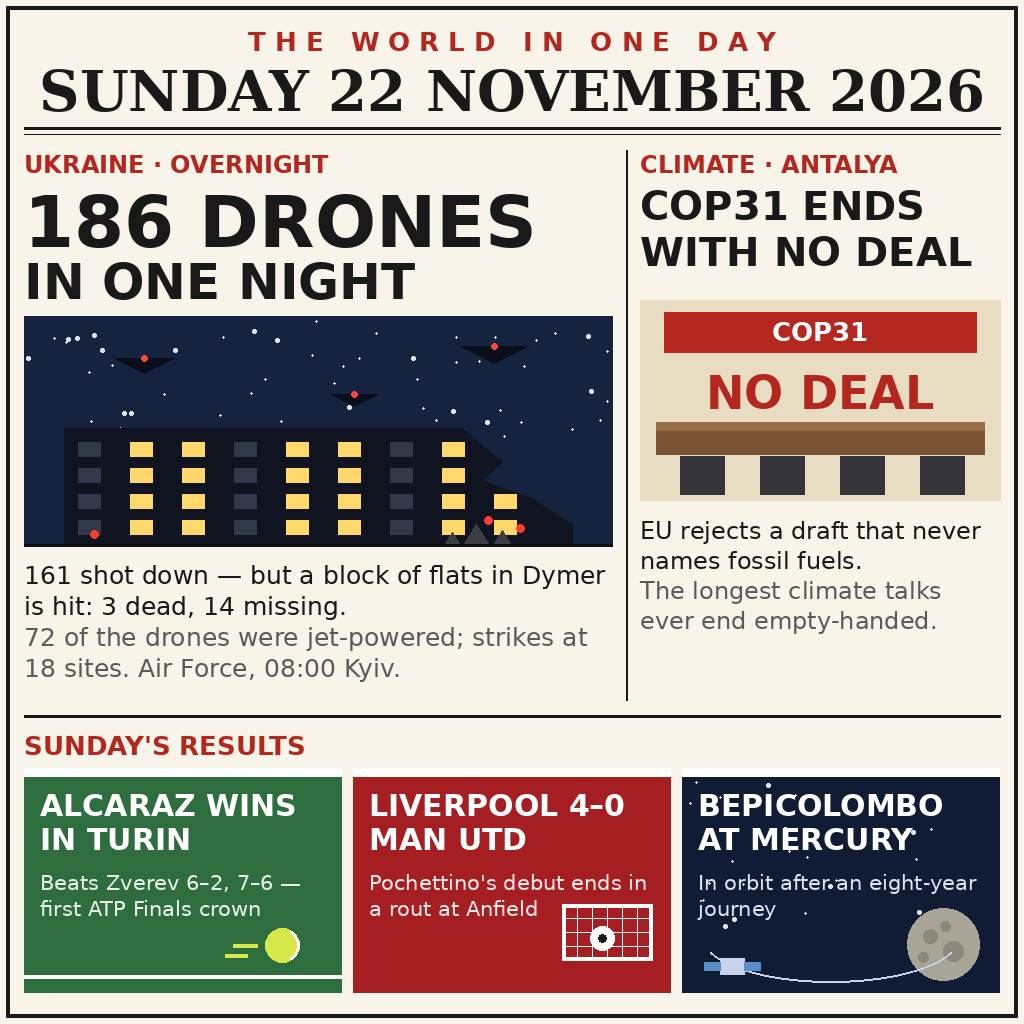 THE WORLD IN ONE DAY
SUNDAY 22 NOVEMBER 2026
UKRAINE · OVERNIGHT
186 DRONES
IN ONE NIGHT
161 shot down — but a block of flats in Dymer
is hit: 3 dead, 14 missing.
72 of the drones were jet-powered; strikes at
18 sites. Air Force, 08:00 Kyiv.
CLIMATE · ANTALYA
COP31 ENDS
WITH NO DEAL
COP31
NO DEAL
EU rejects a draft that never
names fossil fuels.
The longest climate talks
ever end empty-handed.
SUNDAY'S RESULTS
ALCARAZ WINS
IN TURIN
Beats Zverev 6–2, 7–6 —
first ATP Finals crown
LIVERPOOL 4–0
MAN UTD
Pochettino's debut ends in
a rout at Anfield
BEPICOLOMBO
AT MERCURY
In orbit after an eight-year
journey